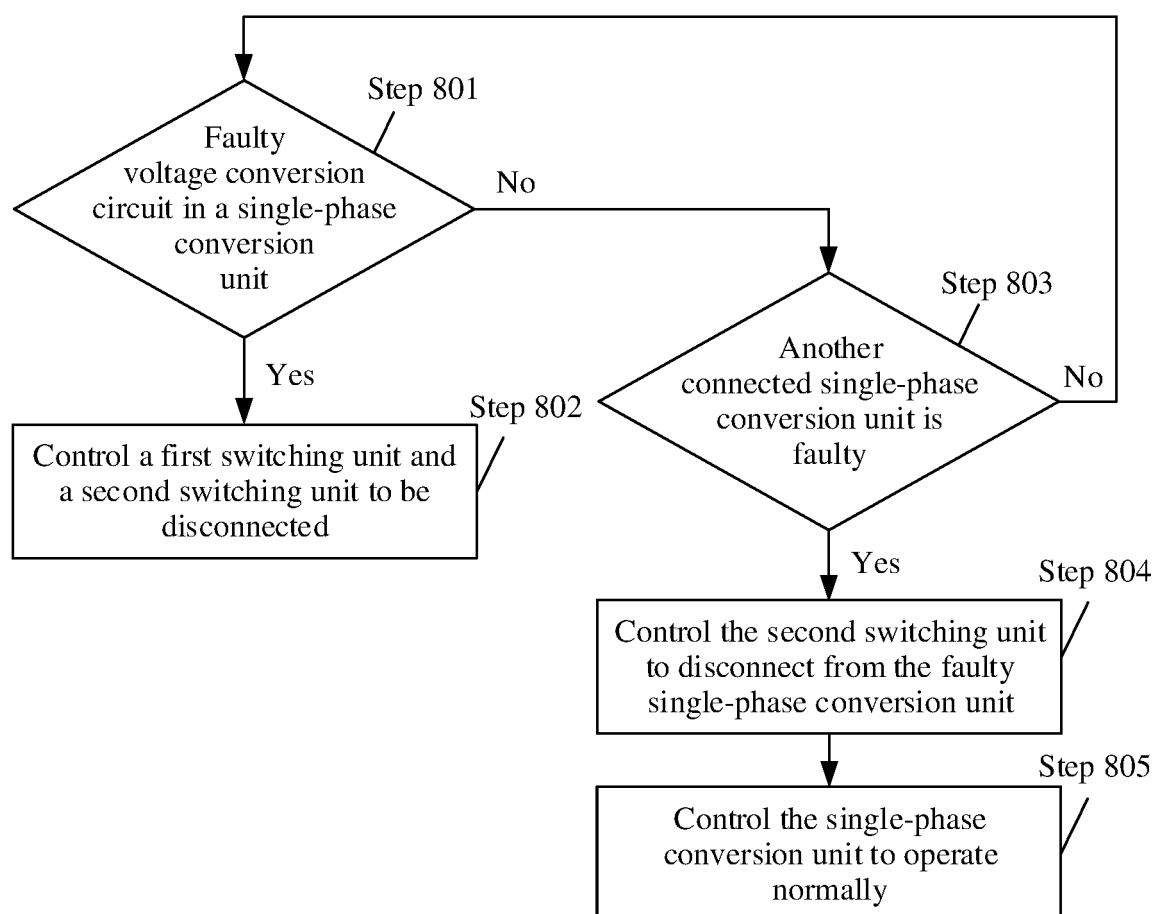 Step 801
Faulty
voltage conversion
circuit in a single-phase
conversion
unit
No
Yes
Step 802
Control a first switching unit and
a second switching unit to be
disconnected
Step 803
Another
connected single-phase
conversion unit is
faulty
No
Yes
Step 804
Control the second switching unit
to disconnect from the faulty
single-phase conversion unit
Step 805
Control the single-phase
conversion unit to operate
normally